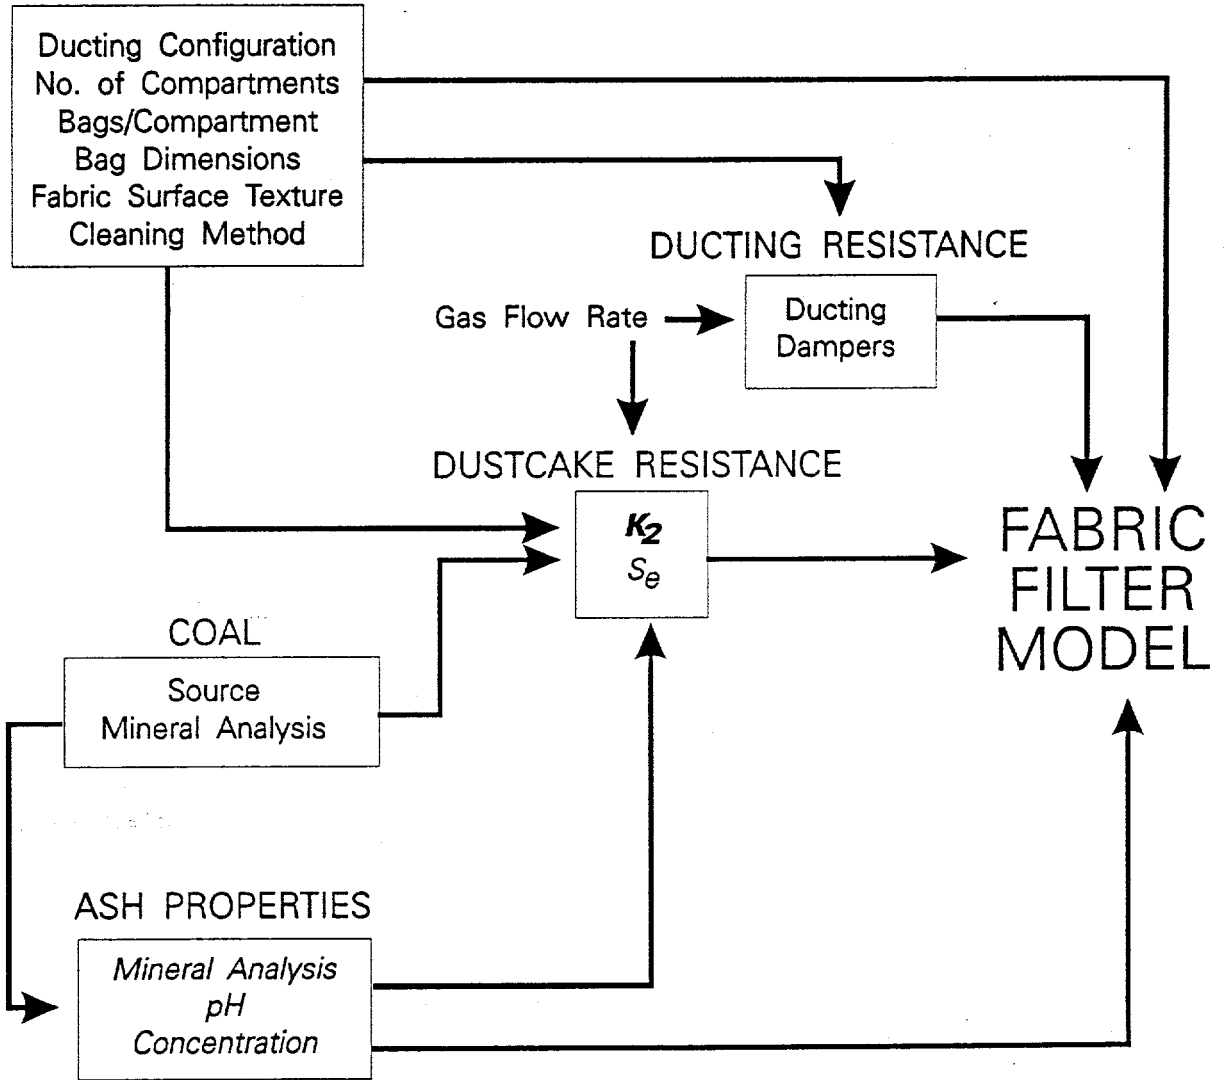 Ducting Configuration
No. of Compartments
Bags/Compartment
Bag Dimensions
Fabric Surface Texture
Cleaning Method
DUCTING RESISTANCE
Gas Flow Rate
Ducting
Dampers
DUSTCAKE RESISTANCE
K2
Se
FABRIC
FILTER
MODEL
COAL
Source
Mineral Analysis
ASH PROPERTIES
Mineral Analysis
pH
Concentration